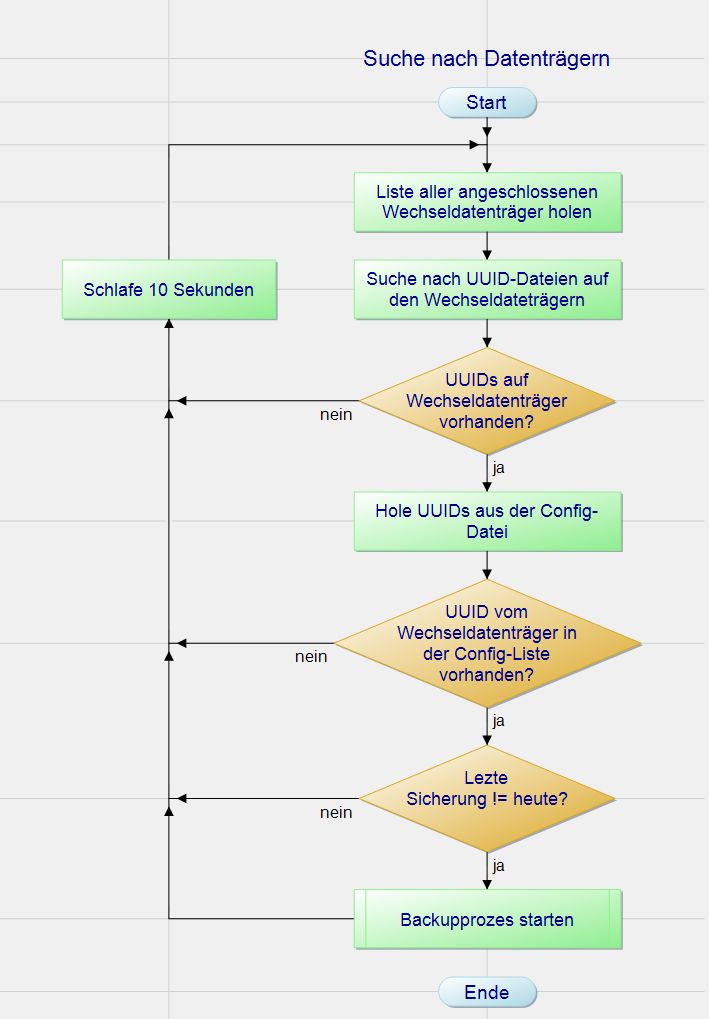 Suche nach Datenträgern
Start
Liste aller angeschlossenen
Wechseldatenträger holen
Schlafe 10 Sekunden
Suche nach UUID-Dateien auf
den Wechseldateträgern
UUIDs auf
Wechseldatenträger
vorhanden?
nein
ja
Hole UUIDs aus der Config-
Datei
UUID vom
Wechseldatenträger in
der Config-Liste
vorhanden?
nein
ja
Lezte
Sicherung != heute?
nein
ja
Backupprozes starten
Ende